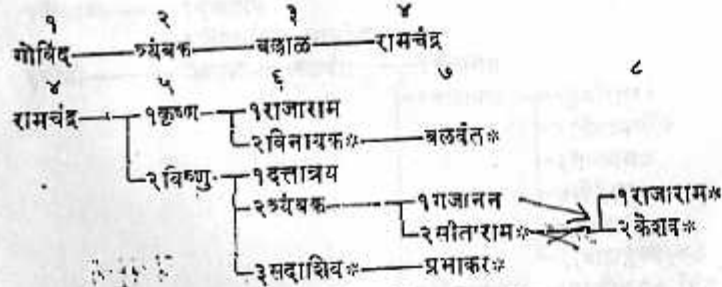 १ २ ३ ४
गोविंद त्र्यंबक बल्लाळ रामचंद्र
४ ५ ६ ७ ८
रामचंद्र १कृष्ण १राजाराम
२विनायक* बलवंत*
२विष्णु १दत्तात्रय
२त्र्यंबक १गजानन १राजाराम*
२सीताराम* २केशव*
३सदाशिव* प्रभाकर*